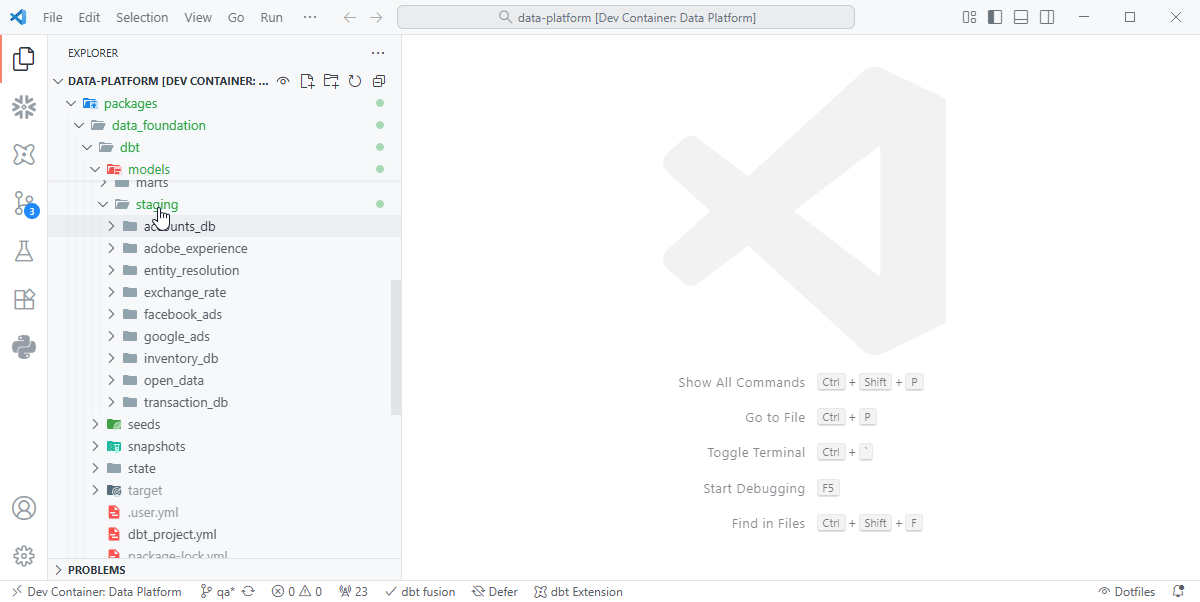 File Edit Selection View Go Run ··· data-platform [Dev Container: Data Platform]
EXPLORER
DATA-PLATFORM [DEV CONTAINER: ...
packages
data_foundation
dbt
models
marts
staging
accounts_db
adobe_experience
entity_resolution
exchange_rate
facebook_ads
google_ads
inventory_db
open_data
transaction_db
seeds
snapshots
state
target
.user.yml
dbt_project.yml
package-lock.yml
PROBLEMS
3
Show All Commands Ctrl + Shift + P
Go to File Ctrl + P
Toggle Terminal Ctrl + `
Start Debugging F5
Find in Files Ctrl + Shift + F
Dev Container: Data Platform qa* 0 0 23 dbt fusion Defer dbt Extension Dotfiles